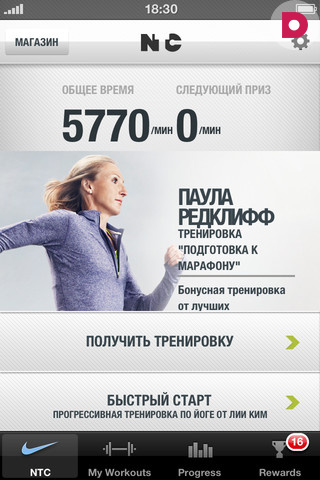 18:30
D
МАГАЗИН
NTC
ОБЩЕЕ ВРЕМЯ
СЛЕДУЮЩИЙ ПРИЗ
5770/МИН
0/МИН
ПАУЛА
РЕДКЛИФФ
ТРЕНИРОВКА
"ПОДГОТОВКА К
МАРАФОНУ"
Бонусная тренировка
от лучших
ПОЛУЧИТЬ ТРЕНИРОВКУ
БЫСТРЫЙ СТАРТ
ПРОГРЕССИВНАЯ ТРЕНИРОВКА ПО ЙОГЕ ОТ ЛИИ КИМ
16
NTC
My Workouts
Progress
Rewards